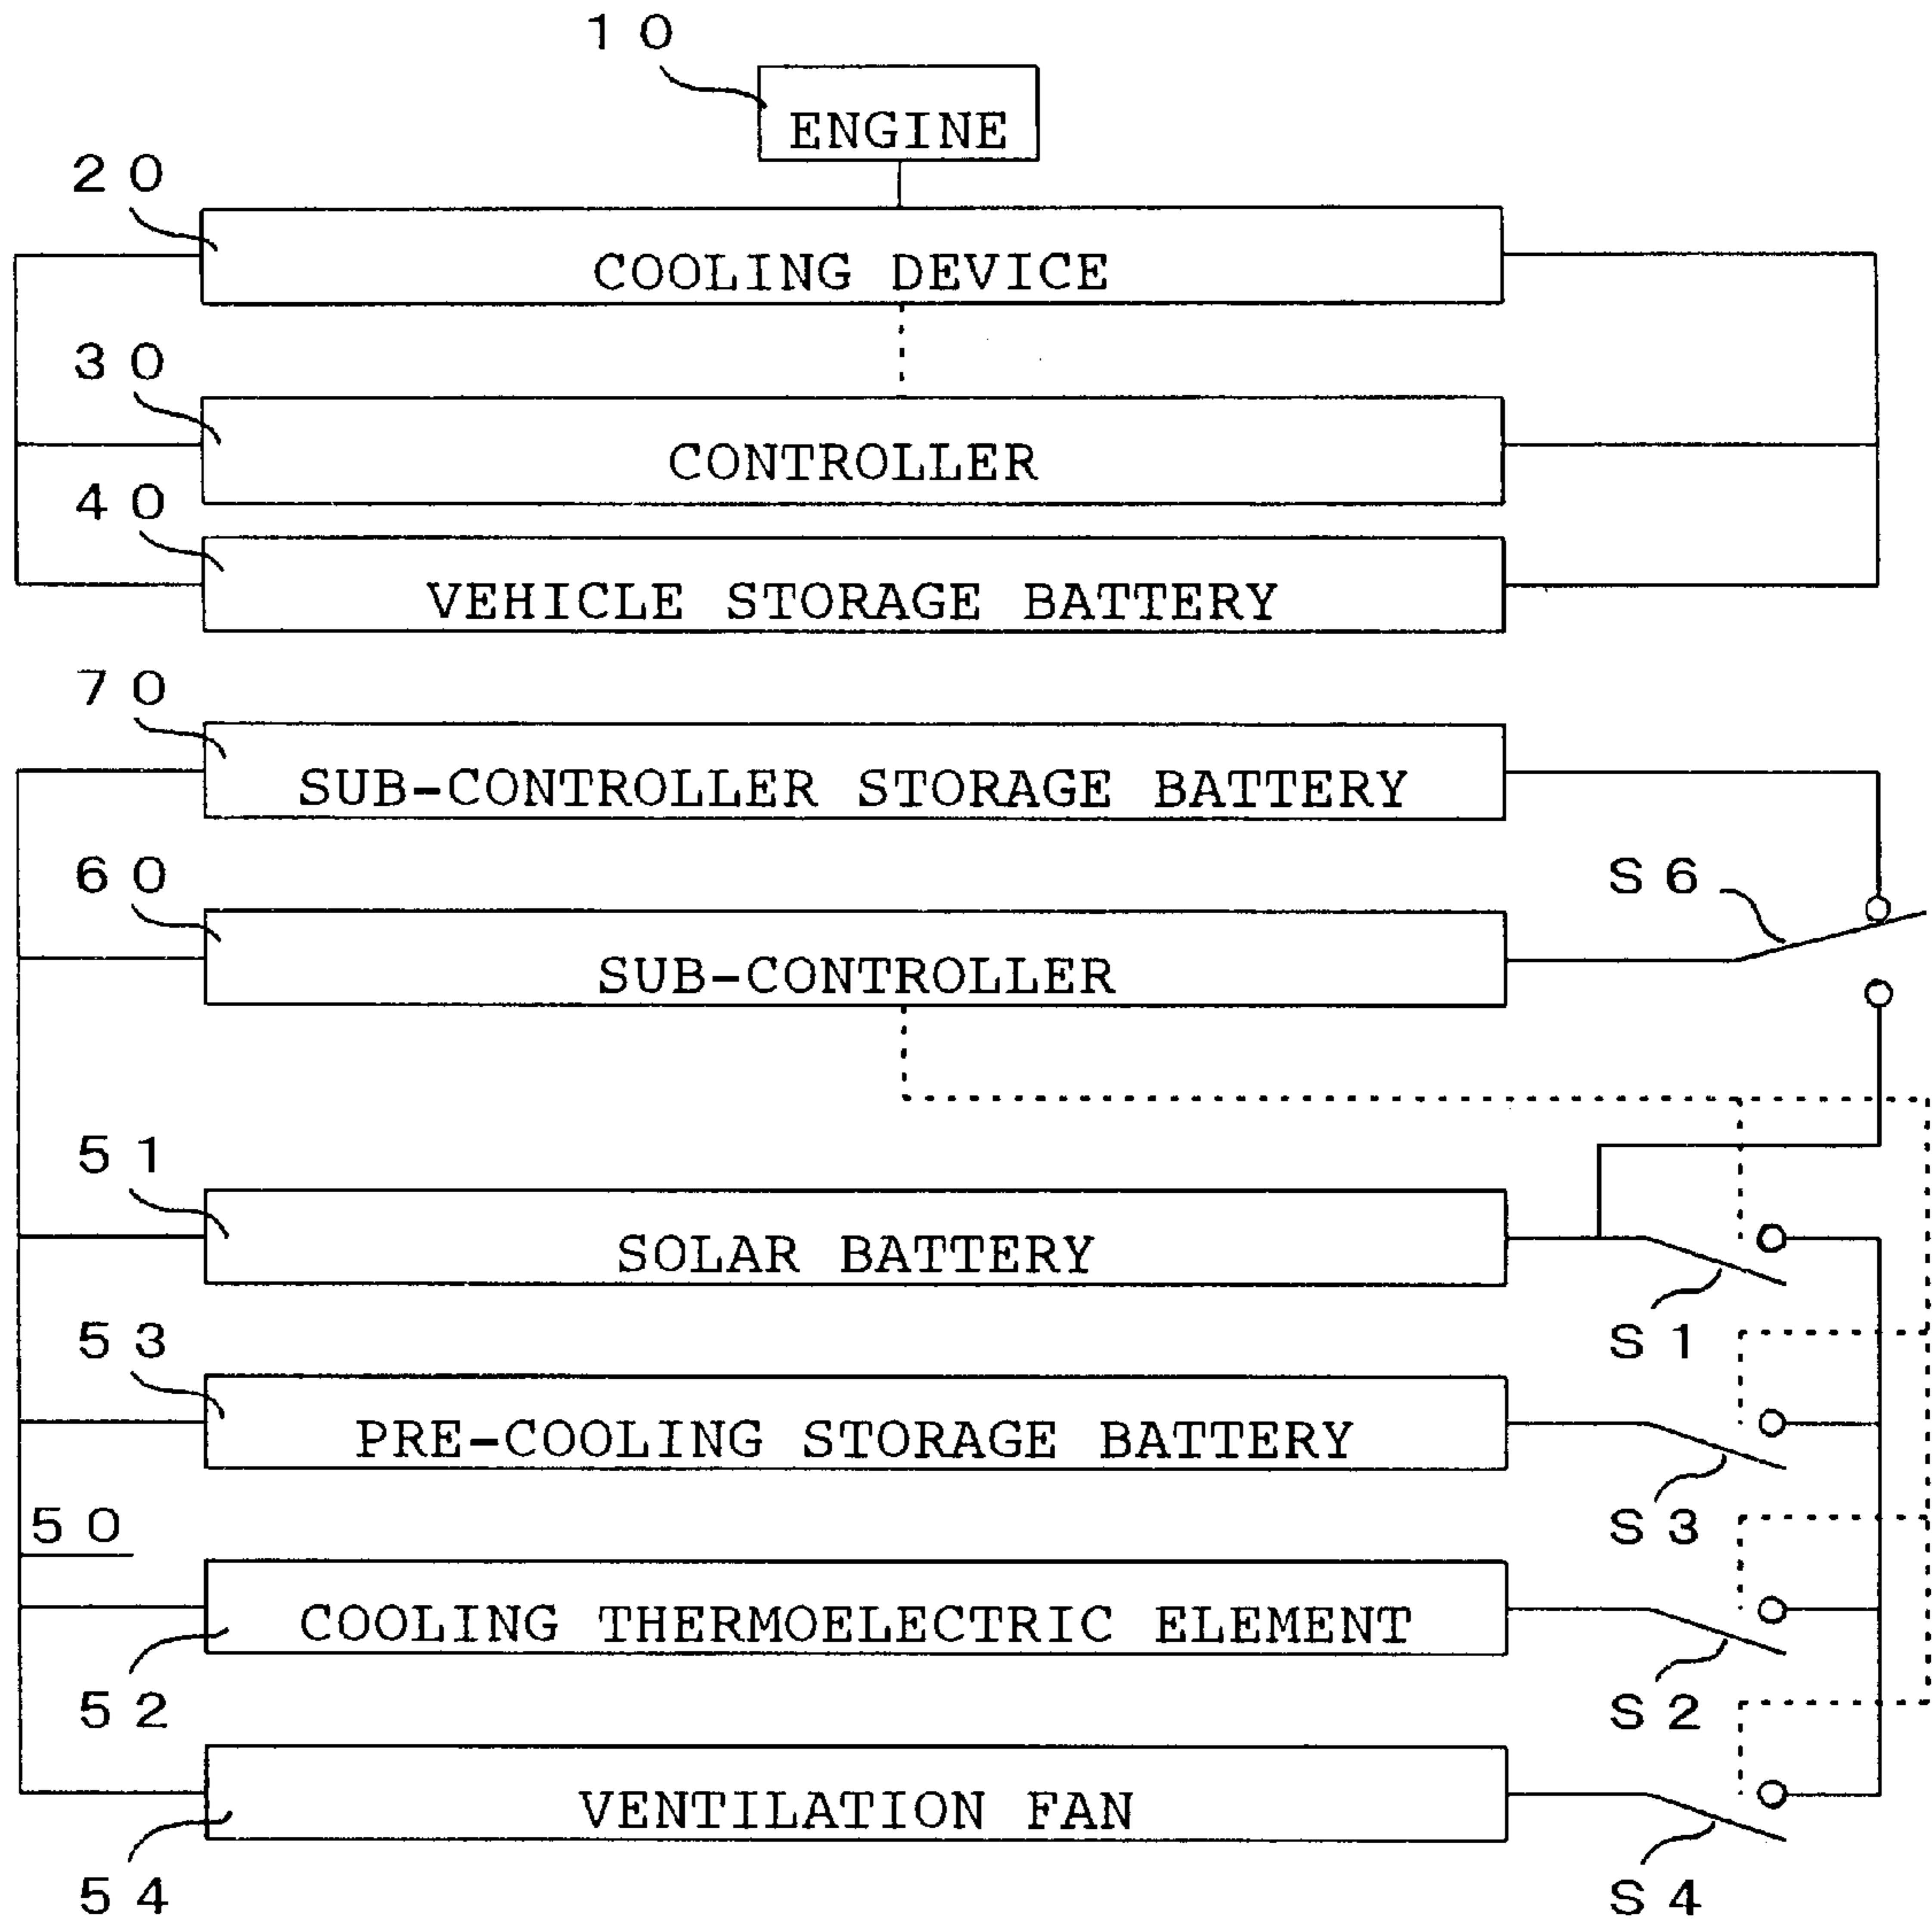 10
ENGINE
20
COOLING DEVICE
30
CONTROLLER
40
VEHICLE STORAGE BATTERY
70
SUB-CONTROLLER STORAGE BATTERY
60
S6
SUB-CONTROLLER
51
SOLAR BATTERY
S1
53
PRE-COOLING STORAGE BATTERY
S3
50
COOLING THERMOELECTRIC ELEMENT
52
S2
VENTILATION FAN
54
S4